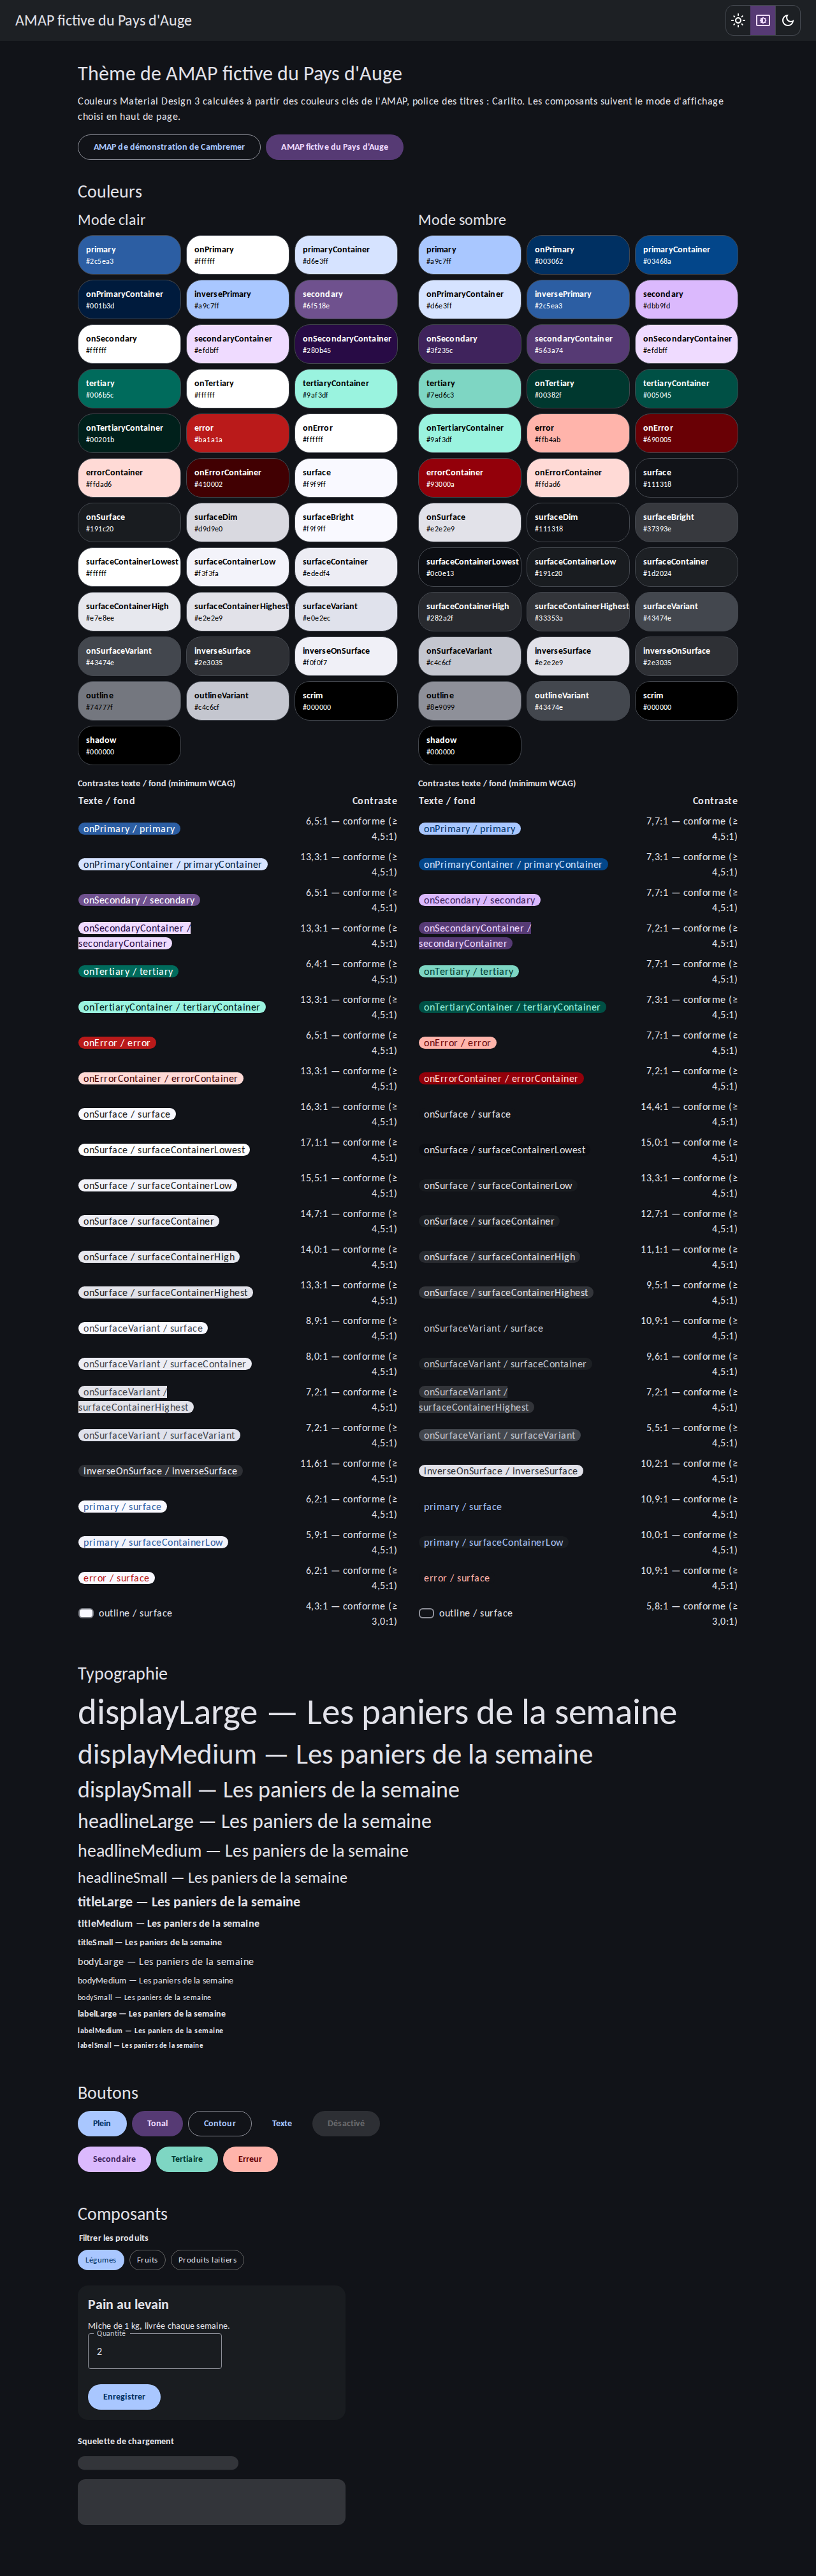 AMAP fictive du Pays d'Auge
Thème de AMAP fictive du Pays d'Auge
Couleurs Material Design 3 calculées à partir des couleurs clés de l'AMAP, police des titres : Carlito. Les composants suivent le mode d'affichage
choisi en haut de page.
AMAP de démonstration de Cambremer
AMAP fictive du Pays d'Auge
Couleurs
Mode clair
primary
#2c5ea3
onPrimary
#ffffff
primaryContainer
#d6e3ff
onPrimaryContainer
#001b3d
inversePrimary
#a9c7ff
secondary
#6f518e
onSecondary
#ffffff
secondaryContainer
#efdbff
onSecondaryContainer
#280b45
tertiary
#006b5c
onTertiary
#ffffff
tertiaryContainer
#9af3df
onTertiaryContainer
#00201b
error
#ba1a1a
onError
#ffffff
errorContainer
#ffdad6
onErrorContainer
#410002
surface
#f9f9ff
onSurface
#191c20
surfaceDim
#d9d9e0
surfaceBright
#f9f9ff
surfaceContainerLowest
#ffffff
surfaceContainerLow
#f3f3fa
surfaceContainer
#ededf4
surfaceContainerHigh
#e7e8ee
surfaceContainerHighest
#e2e2e9
surfaceVariant
#e0e2ec
onSurfaceVariant
#43474e
inverseSurface
#2e3035
inverseOnSurface
#f0f0f7
outline
#74777f
outlineVariant
#c4c6cf
scrim
#000000
shadow
#000000
Contrastes texte / fond (minimum WCAG)
Texte / fond Contraste
onPrimary / primary 6,5:1 — conforme (≥
4,5:1)
onPrimaryContainer / primaryContainer 13,3:1 — conforme (≥
4,5:1)
onSecondary / secondary 6,5:1 — conforme (≥
4,5:1)
onSecondaryContainer / 13,3:1 — conforme (≥
secondaryContainer 4,5:1)
onTertiary / tertiary 6,4:1 — conforme (≥
4,5:1)
onTertiaryContainer / tertiaryContainer 13,3:1 — conforme (≥
4,5:1)
onError / error 6,5:1 — conforme (≥
4,5:1)
onErrorContainer / errorContainer 13,3:1 — conforme (≥
4,5:1)
onSurface / surface 16,3:1 — conforme (≥
4,5:1)
onSurface / surfaceContainerLowest 17,1:1 — conforme (≥
4,5:1)
onSurface / surfaceContainerLow 15,5:1 — conforme (≥
4,5:1)
onSurface / surfaceContainer 14,7:1 — conforme (≥
4,5:1)
onSurface / surfaceContainerHigh 14,0:1 — conforme (≥
4,5:1)
onSurface / surfaceContainerHighest 13,3:1 — conforme (≥
4,5:1)
onSurfaceVariant / surface 8,9:1 — conforme (≥
4,5:1)
onSurfaceVariant / surfaceContainer 8,0:1 — conforme (≥
4,5:1)
onSurfaceVariant / 7,2:1 — conforme (≥
surfaceContainerHighest 4,5:1)
onSurfaceVariant / surfaceVariant 7,2:1 — conforme (≥
4,5:1)
inverseOnSurface / inverseSurface 11,6:1 — conforme (≥
4,5:1)
primary / surface 6,2:1 — conforme (≥
4,5:1)
primary / surfaceContainerLow 5,9:1 — conforme (≥
4,5:1)
error / surface 6,2:1 — conforme (≥
4,5:1)
outline / surface 4,3:1 — conforme (≥
3,0:1)
Mode sombre
primary
#a9c7ff
onPrimary
#003062
primaryContainer
#03468a
onPrimaryContainer
#d6e3ff
inversePrimary
#2c5ea3
secondary
#dbb9fd
onSecondary
#3f235c
secondaryContainer
#563a74
onSecondaryContainer
#efdbff
tertiary
#7ed6c3
onTertiary
#00382f
tertiaryContainer
#005045
onTertiaryContainer
#9af3df
error
#ffb4ab
onError
#690005
errorContainer
#93000a
onErrorContainer
#ffdad6
surface
#111318
onSurface
#e2e2e9
surfaceDim
#111318
surfaceBright
#37393e
surfaceContainerLowest
#0c0e13
surfaceContainerLow
#191c20
surfaceContainer
#1d2024
surfaceContainerHigh
#282a2f
surfaceContainerHighest
#33353a
surfaceVariant
#43474e
onSurfaceVariant
#c4c6cf
inverseSurface
#e2e2e9
inverseOnSurface
#2e3035
outline
#8e9099
outlineVariant
#43474e
scrim
#000000
shadow
#000000
Contrastes texte / fond (minimum WCAG)
Texte / fond Contraste
onPrimary / primary 7,7:1 — conforme (≥
4,5:1)
onPrimaryContainer / primaryContainer 7,3:1 — conforme (≥
4,5:1)
onSecondary / secondary 7,7:1 — conforme (≥
4,5:1)
onSecondaryContainer / 7,2:1 — conforme (≥
secondaryContainer 4,5:1)
onTertiary / tertiary 7,7:1 — conforme (≥
4,5:1)
onTertiaryContainer / tertiaryContainer 7,3:1 — conforme (≥
4,5:1)
onError / error 7,7:1 — conforme (≥
4,5:1)
onErrorContainer / errorContainer 7,2:1 — conforme (≥
4,5:1)
onSurface / surface 14,4:1 — conforme (≥
4,5:1)
onSurface / surfaceContainerLowest 15,0:1 — conforme (≥
4,5:1)
onSurface / surfaceContainerLow 13,3:1 — conforme (≥
4,5:1)
onSurface / surfaceContainer 12,7:1 — conforme (≥
4,5:1)
onSurface / surfaceContainerHigh 11,1:1 — conforme (≥
4,5:1)
onSurface / surfaceContainerHighest 9,5:1 — conforme (≥
4,5:1)
onSurfaceVariant / surface 10,9:1 — conforme (≥
4,5:1)
onSurfaceVariant / surfaceContainer 9,6:1 — conforme (≥
4,5:1)
onSurfaceVariant / 7,2:1 — conforme (≥
surfaceContainerHighest 4,5:1)
onSurfaceVariant / surfaceVariant 5,5:1 — conforme (≥
4,5:1)
inverseOnSurface / inverseSurface 10,2:1 — conforme (≥
4,5:1)
primary / surface 10,9:1 — conforme (≥
4,5:1)
primary / surfaceContainerLow 10,0:1 — conforme (≥
4,5:1)
error / surface 10,9:1 — conforme (≥
4,5:1)
outline / surface 5,8:1 — conforme (≥
3,0:1)
Typographie
displayLarge — Les paniers de la semaine
displayMedium — Les paniers de la semaine
displaySmall — Les paniers de la semaine
headlineLarge — Les paniers de la semaine
headlineMedium — Les paniers de la semaine
headlineSmall — Les paniers de la semaine
titleLarge — Les paniers de la semaine
titleMedium — Les paniers de la semaine
titleSmall — Les paniers de la semaine
bodyLarge — Les paniers de la semaine
bodyMedium — Les paniers de la semaine
bodySmall — Les paniers de la semaine
labelLarge — Les paniers de la semaine
labelMedium — Les paniers de la semaine
labelSmall — Les paniers de la semaine
Boutons
Plein
Tonal
Contour
Texte
Désactivé
Secondaire
Tertiaire
Erreur
Composants
Filtrer les produits
Légumes
Fruits
Produits laitiers
Pain au levain
Miche de 1 kg, livrée chaque semaine.
Quantité
2
Enregistrer
Squelette de chargement